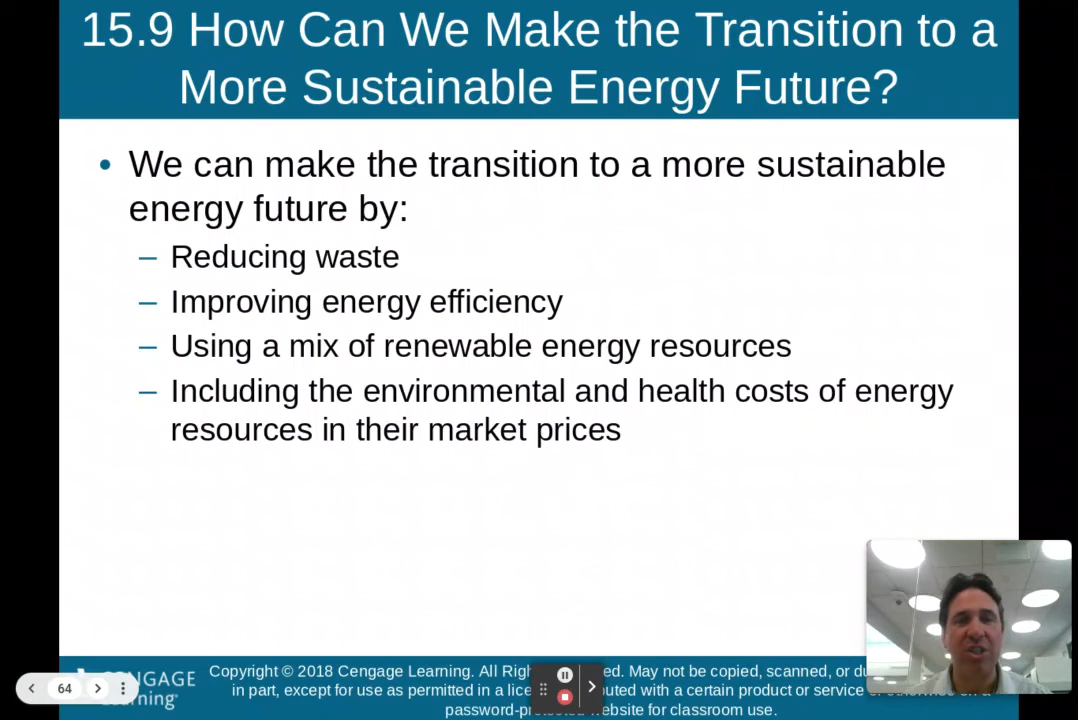 15.9 How Can We Make the Transition to a
More Sustainable Energy Future?
• We can make the transition to a more sustainable
energy future by:
– Reducing waste
– Improving energy efficiency
– Using a mix of renewable energy resources
– Including the environmental and health costs of energy
resources in their market prices
CENGAGE
Learning®
Copyright © 2018 Cengage Learning. All Righ ed. May not be copied, scanned, or du
in part, except for use as permitted in a lice uted with a certain product or service
password-pr website for classroom use.
64